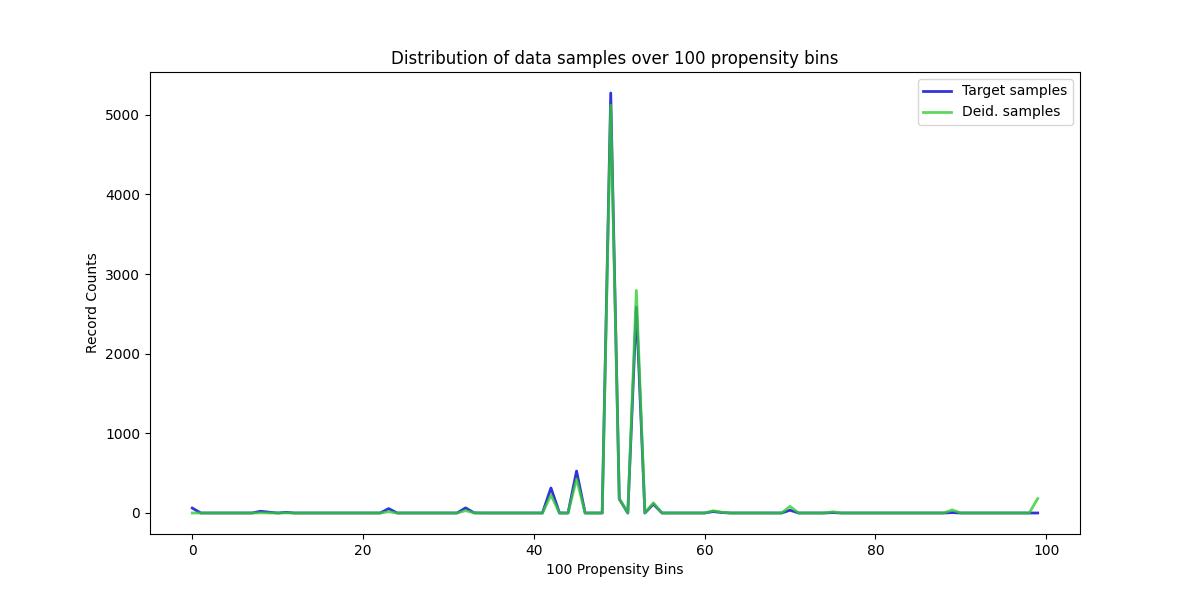 Distribution of data samples over 100 propensity bins
Target samples
Deid. samples
5000
4000
3000
2000
1000
0
Record Counts
0 20 40 60 80 100
100 Propensity Bins